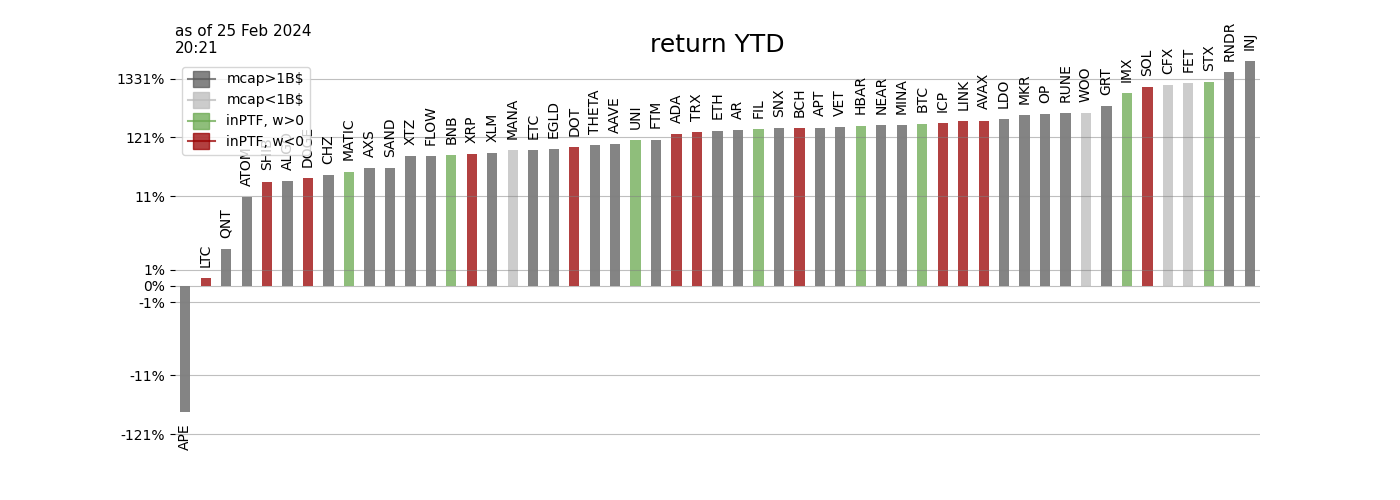 as of 25 Feb 2024
20:21
return YTD
mcap>1B$
mcap<1B$
inPTF, w>0
inPTF, w<0
1331%
121%
11%
1%
0%
-1%
-11%
-121%
APE
LTC
QNT
ATOM
SHIB
ALGO
DOGE
CHZ
MATIC
AXS
SAND
XTZ
FLOW
BNB
XRP
XLM
MANA
ETC
EGLD
DOT
THETA
AAVE
UNI
FTM
ADA
TRX
ETH
AR
FIL
SNX
BCH
APT
VET
HBAR
NEAR
MINA
BTC
ICP
LINK
AVAX
LDO
MKR
OP
RUNE
WOO
GRT
IMX
SOL
CFX
FET
STX
RNDR
INJ